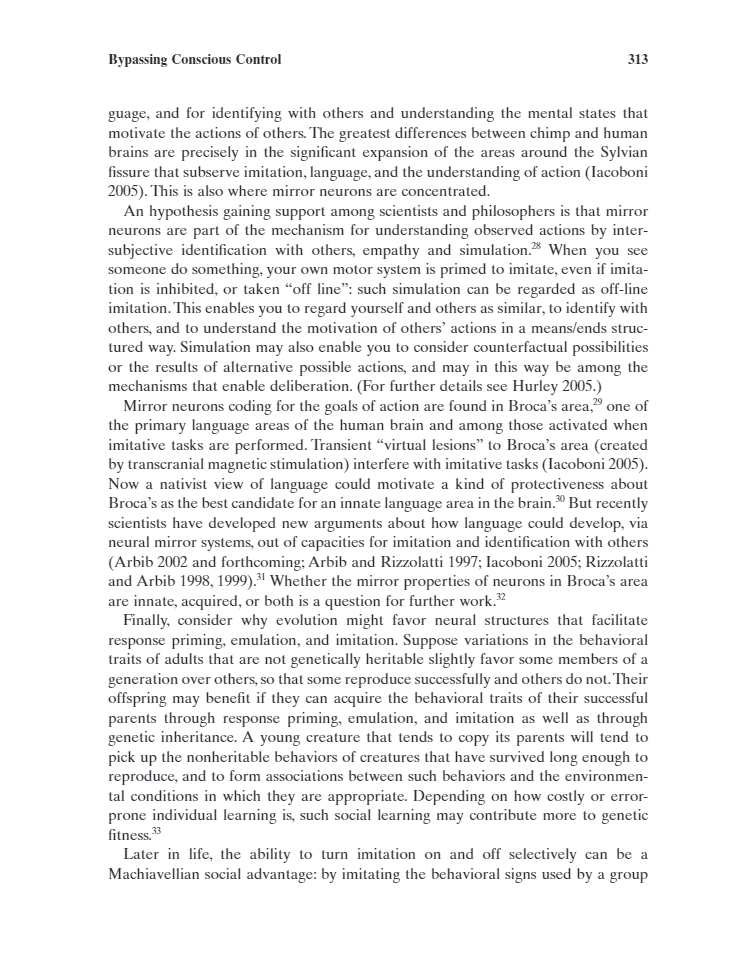 Bypassing Conscious Control 313
guage, and for identifying with others and understanding the mental states that
motivate the actions of others. The greatest differences between chimp and human
brains are precisely in the significant expansion of the areas around the Sylvian
fissure that subserve imitation, language, and the understanding of action (Iacoboni
2005). This is also where mirror neurons are concentrated.
An hypothesis gaining support among scientists and philosophers is that mirror
neurons are part of the mechanism for understanding observed actions by inter-
subjective identification with others, empathy and simulation.28 When you see
someone do something, your own motor system is primed to imitate, even if imita-
tion is inhibited, or taken “off line”: such simulation can be regarded as off-line
imitation. This enables you to regard yourself and others as similar, to identify with
others, and to understand the motivation of others’ actions in a means/ends struc-
tured way. Simulation may also enable you to consider counterfactual possibilities
or the results of alternative possible actions, and may in this way be among the
mechanisms that enable deliberation. (For further details see Hurley 2005.)
Mirror neurons coding for the goals of action are found in Broca’s area,29 one of
the primary language areas of the human brain and among those activated when
imitative tasks are performed. Transient “virtual lesions” to Broca’s area (created
by transcranial magnetic stimulation) interfere with imitative tasks (Iacoboni 2005).
Now a nativist view of language could motivate a kind of protectiveness about
Broca’s as the best candidate for an innate language area in the brain.30 But recently
scientists have developed new arguments about how language could develop, via
neural mirror systems, out of capacities for imitation and identification with others
(Arbib 2002 and forthcoming; Arbib and Rizzolatti 1997; Iacoboni 2005; Rizzolatti
and Arbib 1998, 1999).31 Whether the mirror properties of neurons in Broca’s area
are innate, acquired, or both is a question for further work.32
Finally, consider why evolution might favor neural structures that facilitate
response priming, emulation, and imitation. Suppose variations in the behavioral
traits of adults that are not genetically heritable slightly favor some members of a
generation over others, so that some reproduce successfully and others do not. Their
offspring may benefit if they can acquire the behavioral traits of their successful
parents through response priming, emulation, and imitation as well as through
genetic inheritance. A young creature that tends to copy its parents will tend to
pick up the nonheritable behaviors of creatures that have survived long enough to
reproduce, and to form associations between such behaviors and the environmen-
tal conditions in which they are appropriate. Depending on how costly or error-
prone individual learning is, such social learning may contribute more to genetic
fitness.33
Later in life, the ability to turn imitation on and off selectively can be a
Machiavellian social advantage: by imitating the behavioral signs used by a group